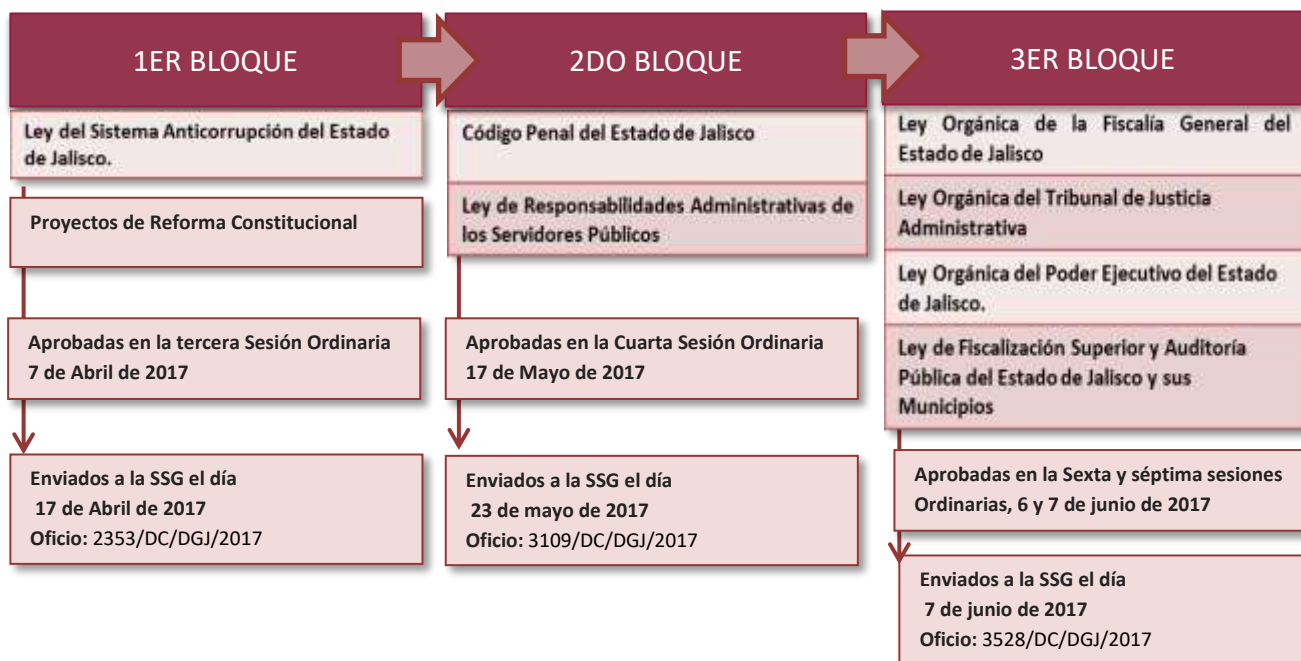 1ER BLOQUE
Ley del Sistema Anticorrupción del Estado
de Jalisco.
Proyectos de Reforma Constitucional
Aprobadas en la tercera Sesión Ordinaria
7 de Abril de 2017
Enviados a la SSG el día
17 de Abril de 2017
Oficio: 2353/DC/DGJ/2017
2DO BLOQUE
Código Penal del Estado de Jalisco
Ley de Responsabilidades Administrativas de
los Servidores Públicos
Aprobadas en la Cuarta Sesión Ordinaria
17 de Mayo de 2017
Enviados a la SSG el día
23 de mayo de 2017
Oficio: 3109/DC/DGJ/2017
3ER BLOQUE
Ley Orgánica de la Fiscalía General del
Estado de Jalisco
Ley Orgánica del Tribunal de Justicia
Administrativa
Ley Orgánica del Poder Ejecutivo del Estado
de Jalisco.
Ley de Fiscalización Superior y Auditoría
Pública del Estado de Jalisco y sus
Municipios
Aprobadas en la Sexta y séptima sesiones
Ordinarias, 6 y 7 de junio de 2017
Enviados a la SSG el día
7 de junio de 2017
Oficio: 3528/DC/DGJ/2017